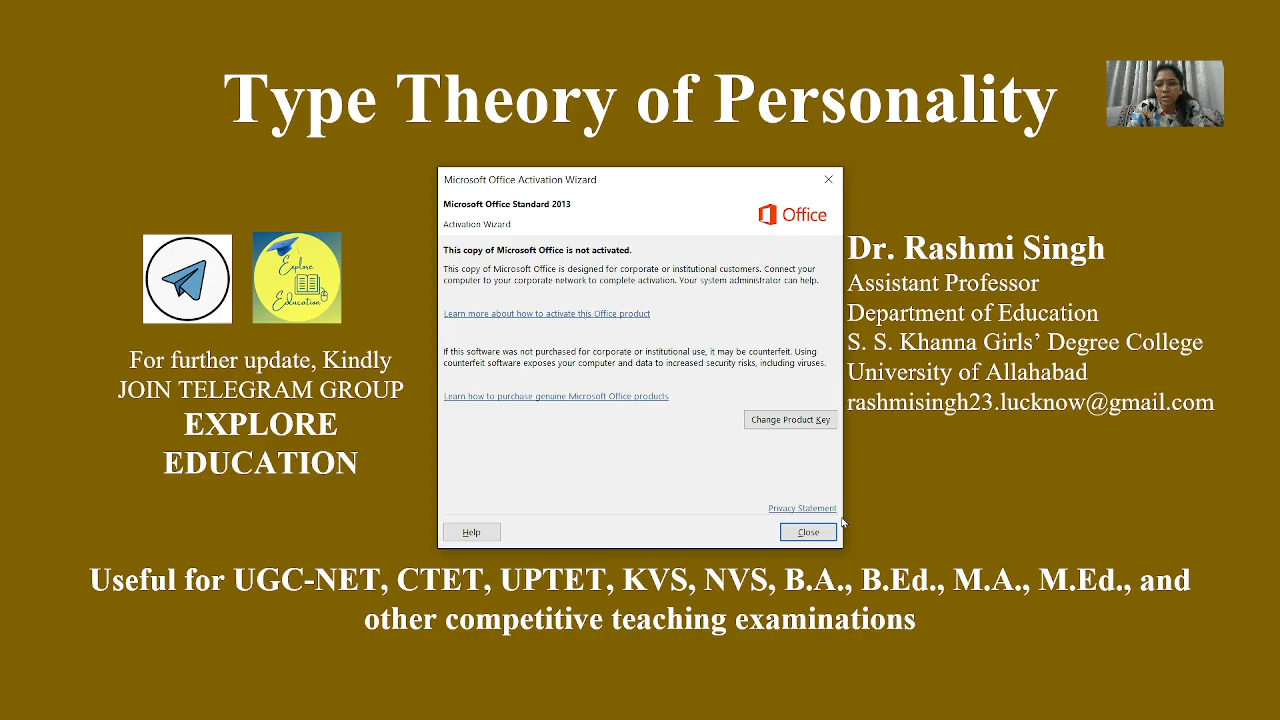 Type Theory of Personality
Microsoft Office Activation Wizard
Microsoft Office Standard 2013
Activation Wizard
Office
This copy of Microsoft Office is not activated.
This copy of Microsoft Office is designed for corporate or institutional customers. Connect your
computer to your corporate network to complete activation. Your system administrator can help.
Learn more about how to activate this Office product
If this software was not purchased for corporate or institutional use, it may be counterfeit. Using
counterfeit software exposes your computer and data to increased security risks, including viruses.
Learn how to purchase genuine Microsoft Office products
Change Product Key
Privacy Statement
Help
Close
Explore
Education
For further update, Kindly
JOIN TELEGRAM GROUP
EXPLORE
EDUCATION
Dr. Rashmi Singh
Assistant Professor
Department of Education
S. S. Khanna Girls’ Degree College
University of Allahabad
rashmisingh23.lucknow@gmail.com
Useful for UGC-NET, CTET, UPTET, KVS, NVS, B.A., B.Ed., M.A., M.Ed., and
other competitive teaching examinations